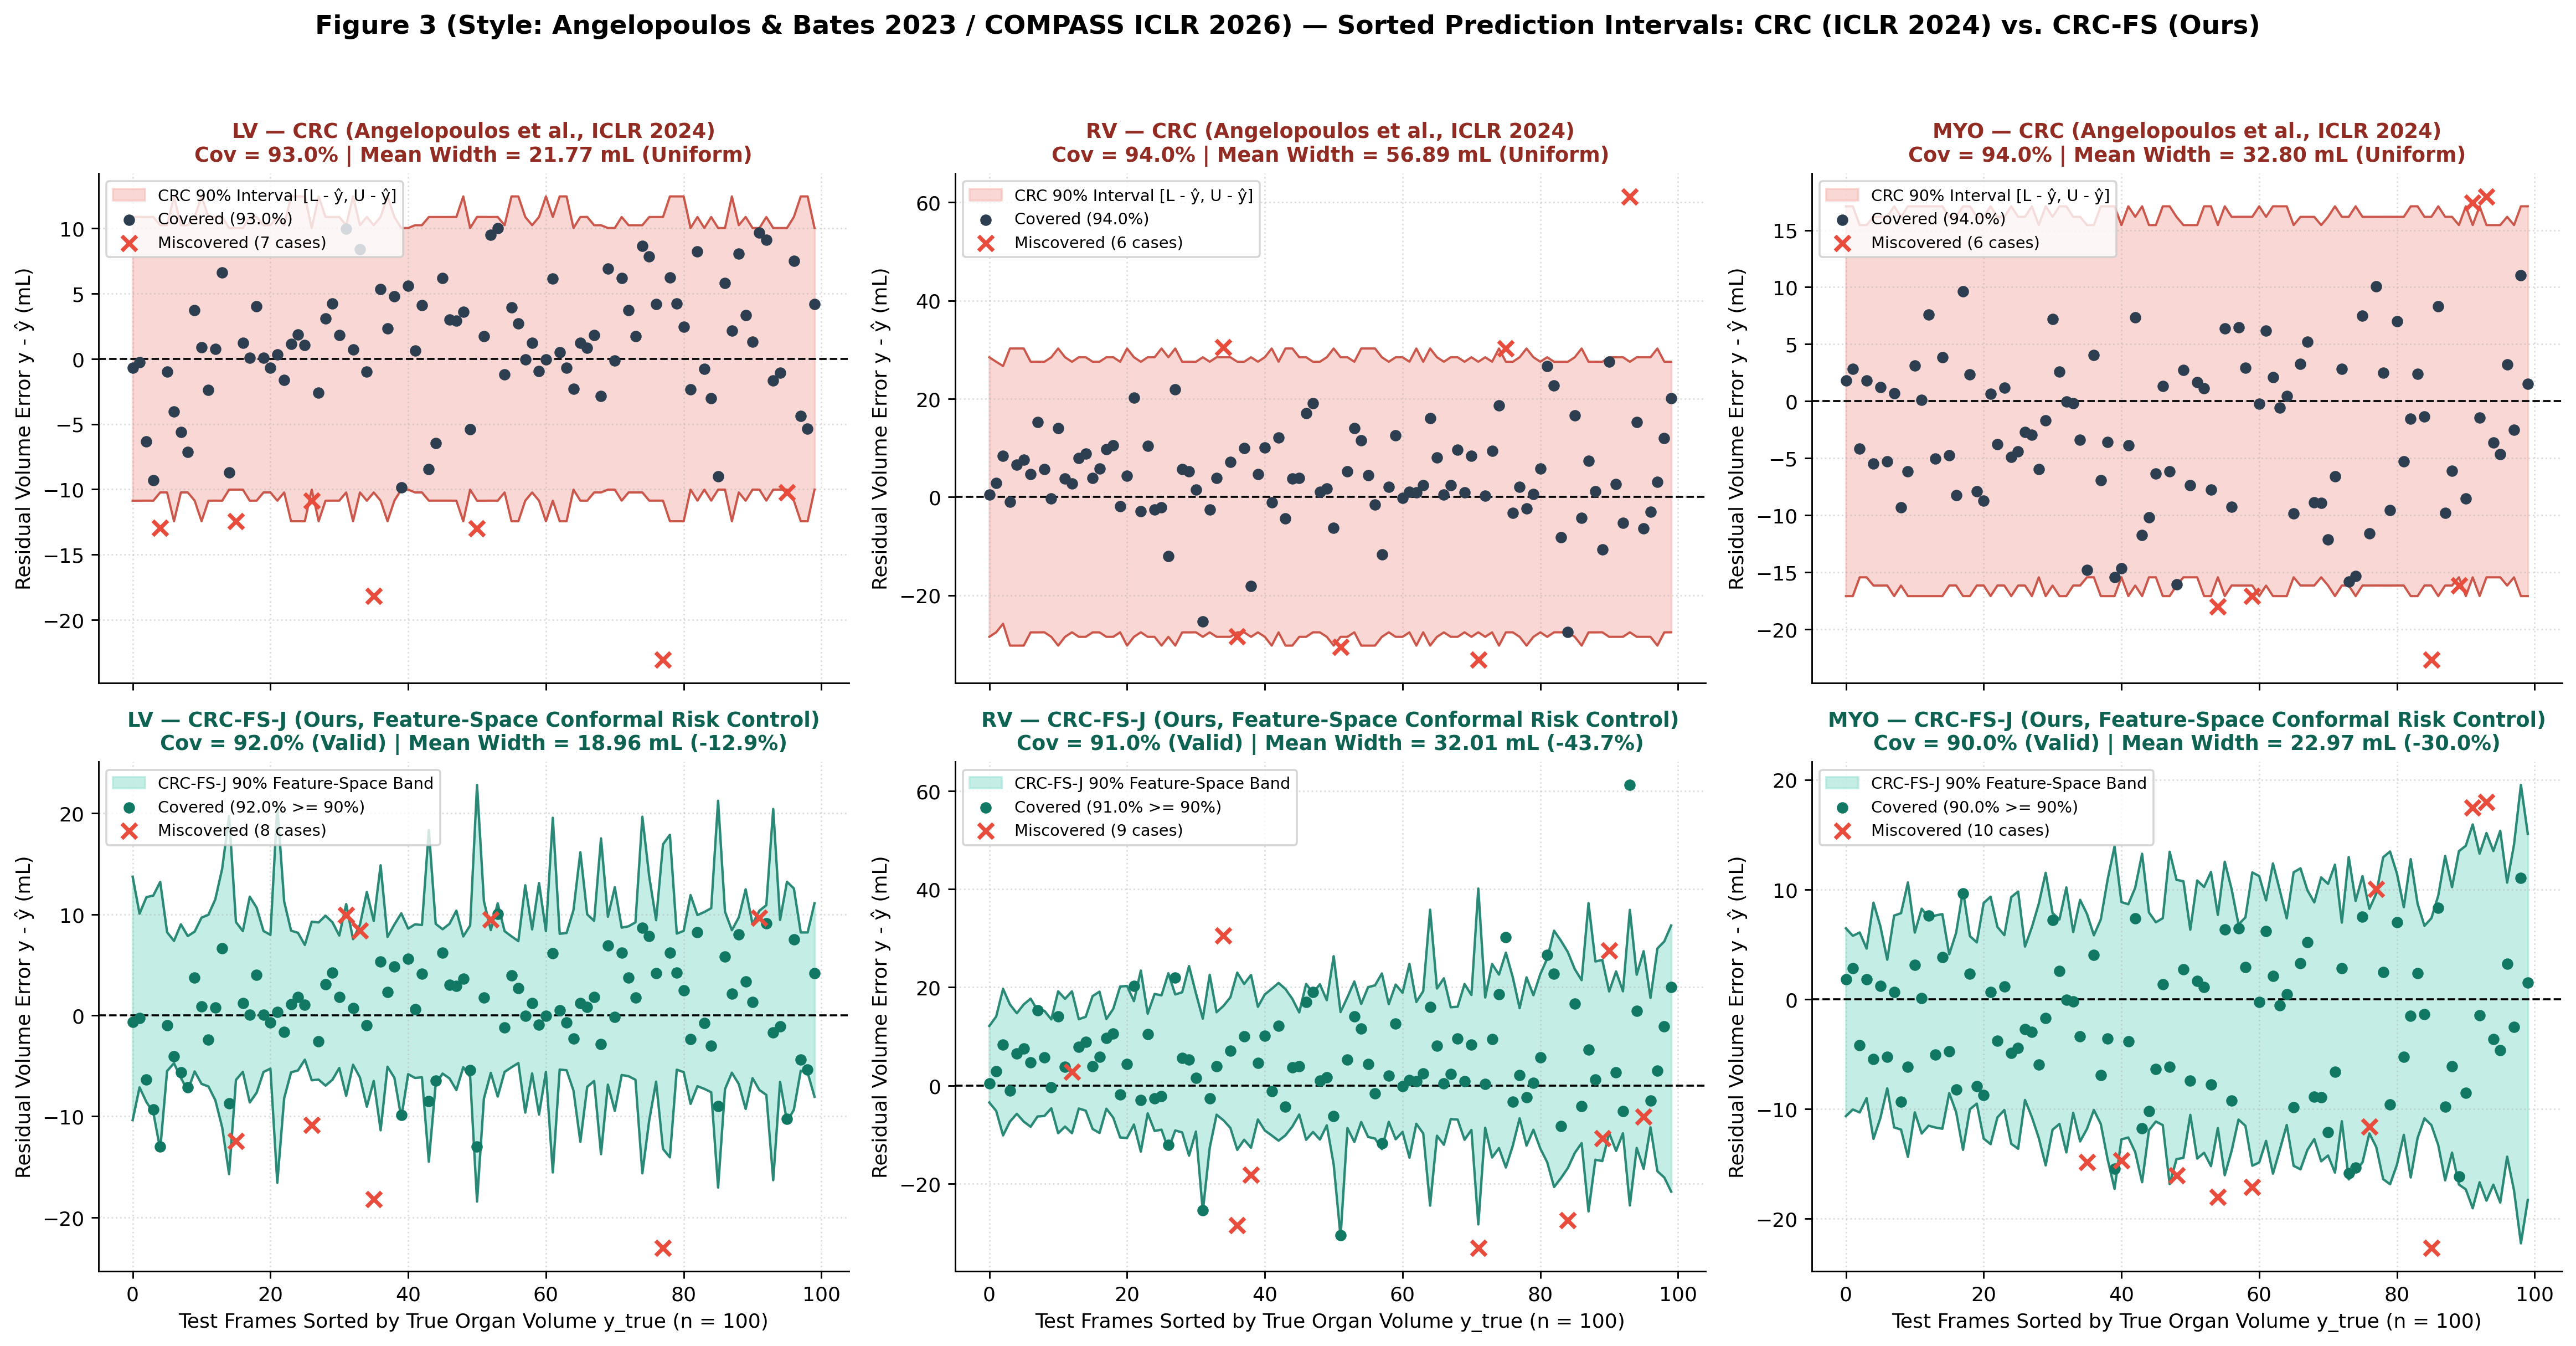 Figure 3 (Style: Angelopoulos & Bates 2023 / COMPASS ICLR 2026) — Sorted Prediction Intervals: CRC (ICLR 2024) vs. CRC-FS (Ours)
LV — CRC (Angelopoulos et al., ICLR 2024)
Cov = 93.0% | Mean Width = 21.77 mL (Uniform)
CRC 90% Interval [L - ŷ, U - ŷ]
Covered (93.0%)
Miscovered (7 cases)
Residual Volume Error y - ŷ (mL)
10
5
0
−5
−10
−15
−20
RV — CRC (Angelopoulos et al., ICLR 2024)
Cov = 94.0% | Mean Width = 56.89 mL (Uniform)
CRC 90% Interval [L - ŷ, U - ŷ]
Covered (94.0%)
Miscovered (6 cases)
Residual Volume Error y - ŷ (mL)
60
40
20
0
−20
MYO — CRC (Angelopoulos et al., ICLR 2024)
Cov = 94.0% | Mean Width = 32.80 mL (Uniform)
CRC 90% Interval [L - ŷ, U - ŷ]
Covered (94.0%)
Miscovered (6 cases)
Residual Volume Error y - ŷ (mL)
15
10
5
0
−5
−10
−15
−20
LV — CRC-FS-J (Ours, Feature-Space Conformal Risk Control)
Cov = 92.0% (Valid) | Mean Width = 18.96 mL (-12.9%)
CRC-FS-J 90% Feature-Space Band
Covered (92.0% >= 90%)
Miscovered (8 cases)
Residual Volume Error y - ŷ (mL)
20
10
0
−10
−20
0 20 40 60 80 100
Test Frames Sorted by True Organ Volume y_true (n = 100)
RV — CRC-FS-J (Ours, Feature-Space Conformal Risk Control)
Cov = 91.0% (Valid) | Mean Width = 32.01 mL (-43.7%)
CRC-FS-J 90% Feature-Space Band
Covered (91.0% >= 90%)
Miscovered (9 cases)
Residual Volume Error y - ŷ (mL)
60
40
20
0
−20
0 20 40 60 80 100
Test Frames Sorted by True Organ Volume y_true (n = 100)
MYO — CRC-FS-J (Ours, Feature-Space Conformal Risk Control)
Cov = 90.0% (Valid) | Mean Width = 22.97 mL (-30.0%)
CRC-FS-J 90% Feature-Space Band
Covered (90.0% >= 90%)
Miscovered (10 cases)
Residual Volume Error y - ŷ (mL)
20
10
0
−10
−20
0 20 40 60 80 100
Test Frames Sorted by True Organ Volume y_true (n = 100)